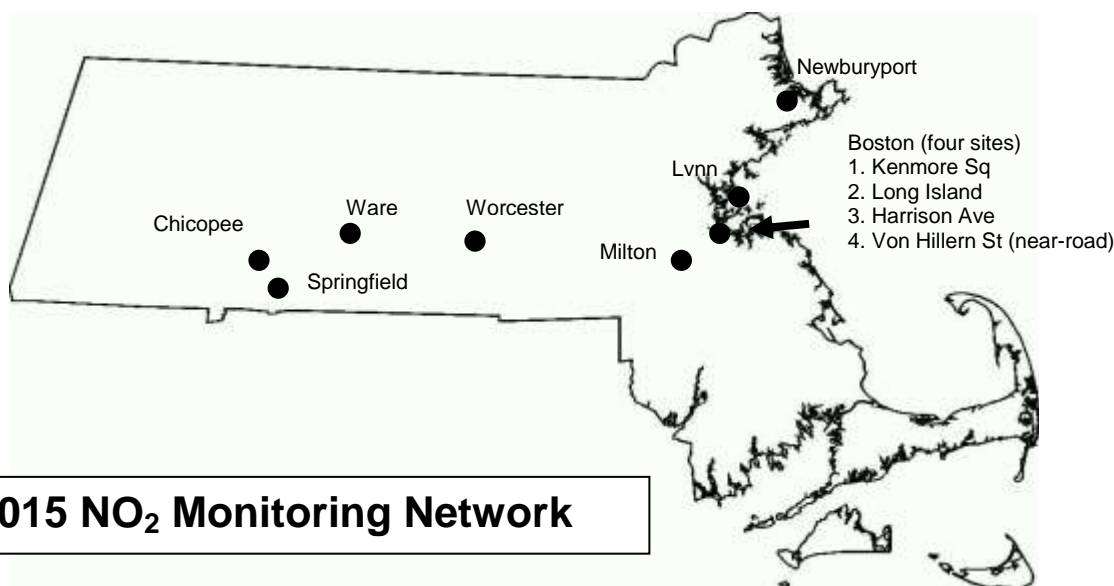 Newburyport
Boston (four sites)
1. Kenmore Sq
2. Long Island
3. Harrison Ave
4. Von Hillern St (near-road)
Lynn
Ware
Worcester
Chicopee
Milton
Springfield
015 NO₂ Monitoring Network